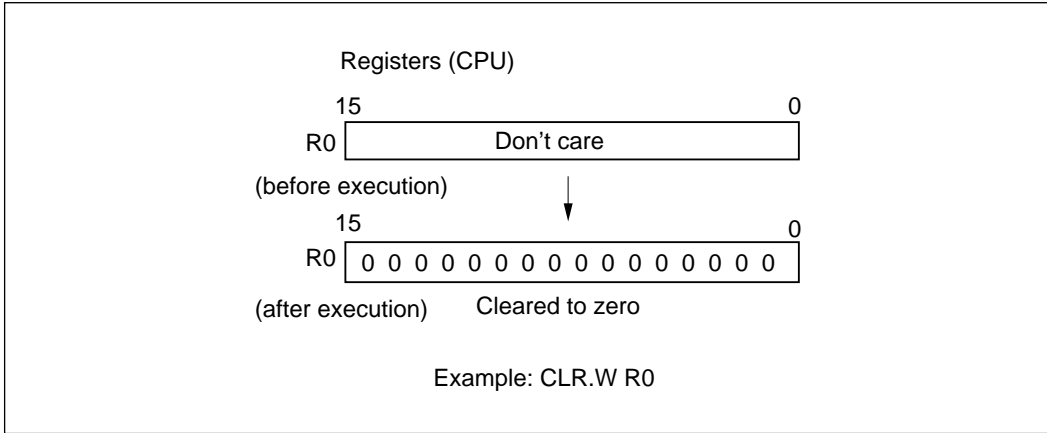 Registers (CPU)
15 0
R0 Don't care
(before execution)
15 0
R0 0 0 0 0 0 0 0 0 0 0 0 0 0 0 0 0
(after execution) Cleared to zero
Example: CLR.W R0